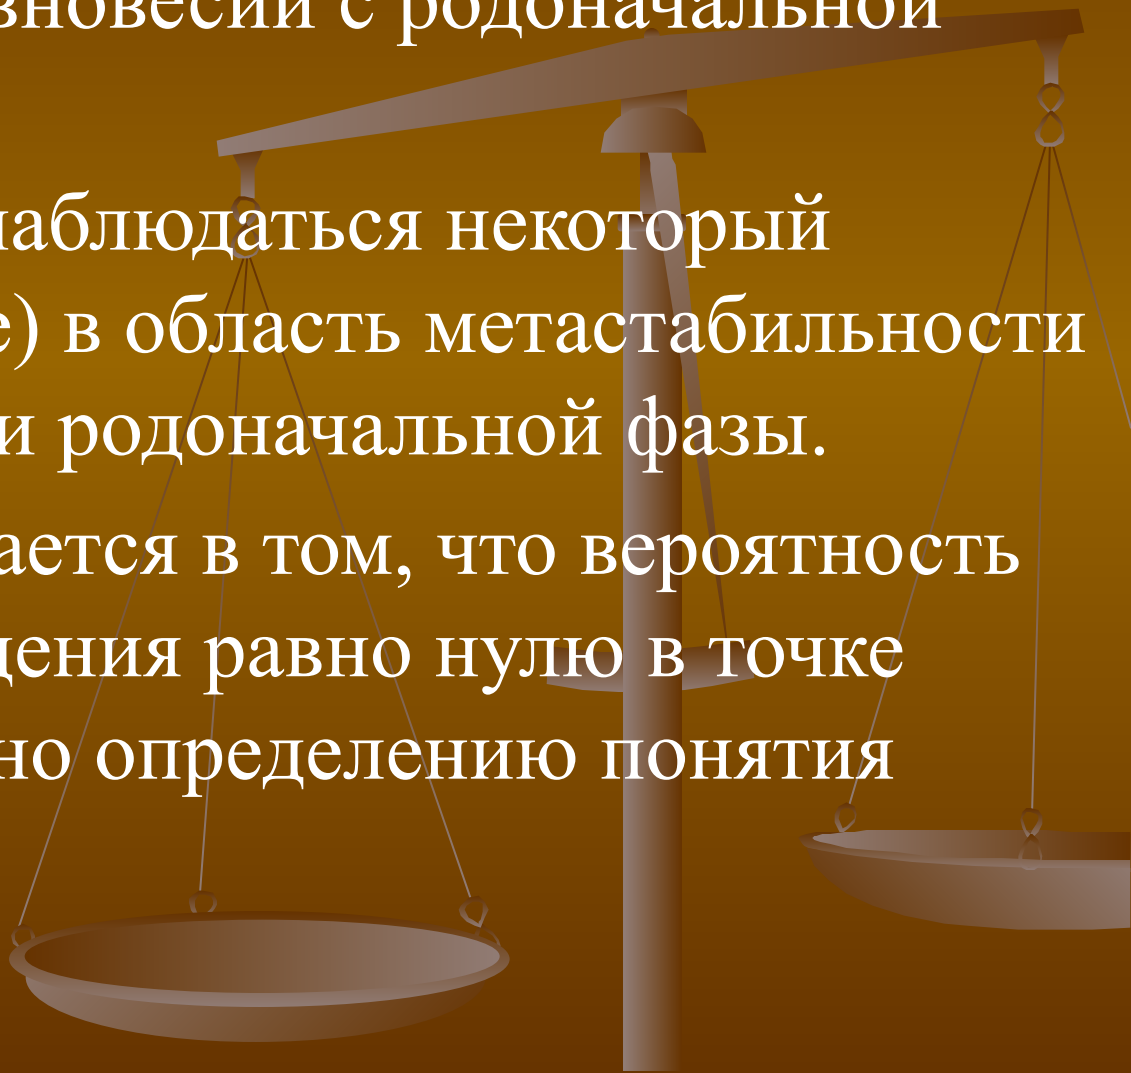 вновесии с родоначальной
наблюдаться некоторый
е) в область метастабильности
и родоначальной фазы.
ается в том, что вероятность
дения равно нулю в точке
но определению понятия